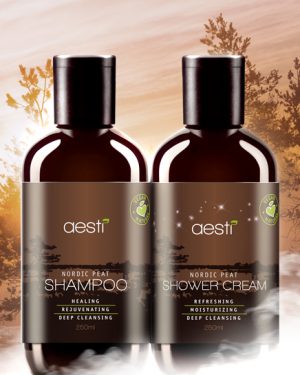 aesti
NORDIC PEAT
SHAMPOO
HEALING
REJUVENATING
DEEP CLEANSING
250ml
aesti
NORDIC PEAT
SHOWER CREAM
REFRESHING
MOISTURIZING
DEEP CLEANSING
250ml